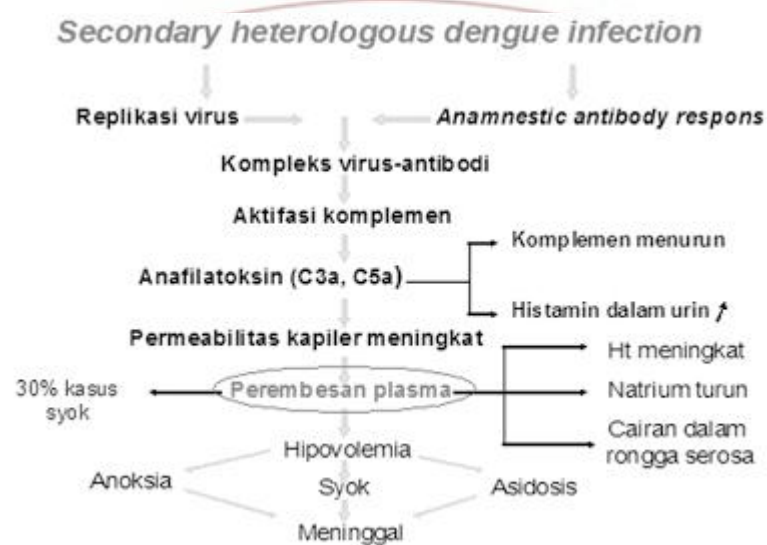 Secondary heterologous dengue infection
Replikasi virus
Anamnestic antibody respons
Kompleks virus-antibodi
Aktifasi komplemen
Komplemen menurun
Anafilatoksin (C3a, C5a)
Histamin dalam urin ↗
Permeabilitas kapiler meningkat
Ht meningkat
30% kasus
syok
Perembesan plasma
Natrium turun
Cairan dalam
rongga serosa
Hipovolemia
Anoksia
Syok
Asidosis
Meninggal